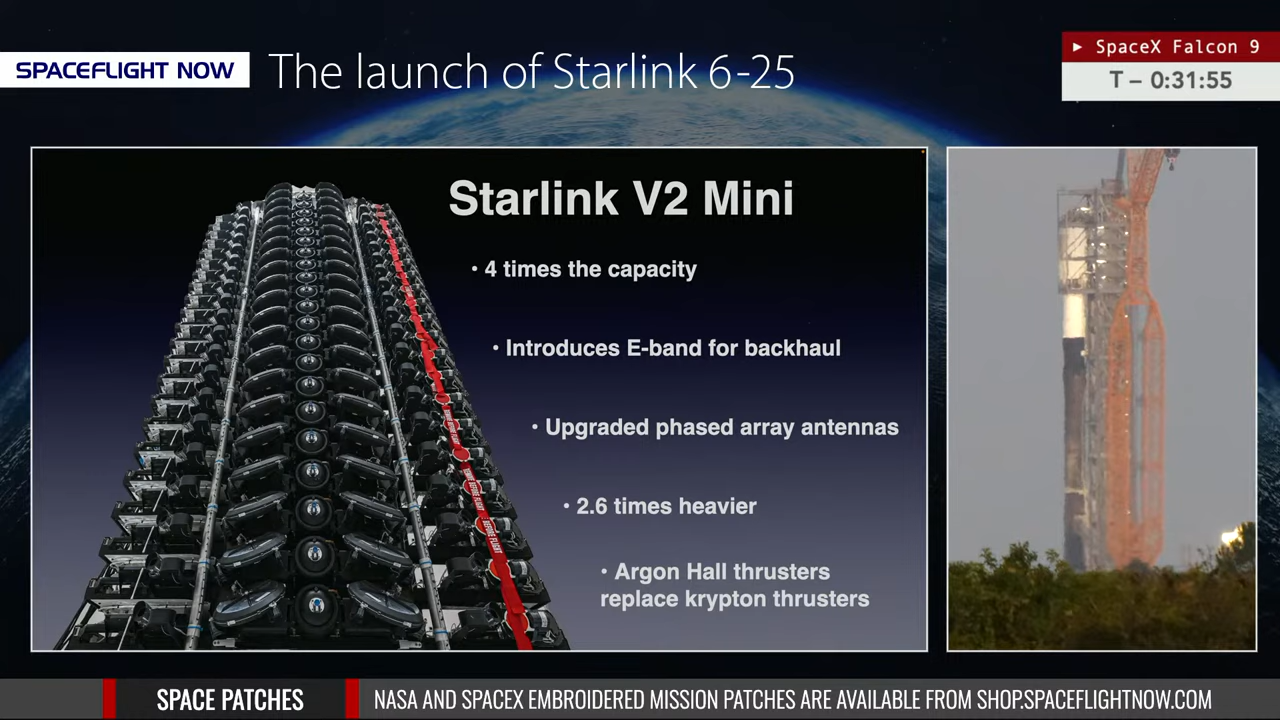 SPACEFLIGHT NOW
The launch of Starlink 6-25
▸ SpaceX Falcon 9
T – 0:31:55
Starlink V2 Mini
• 4 times the capacity
• Introduces E-band for backhaul
• Upgraded phased array antennas
• 2.6 times heavier
• Argon Hall thrusters
replace krypton thrusters
BEFORE FLIGHT
SPACE PATCHES
NASA AND SPACEX EMBROIDERED MISSION PATCHES ARE AVAILABLE FROM SHOP.SPACEFLIGHTNOW.COM